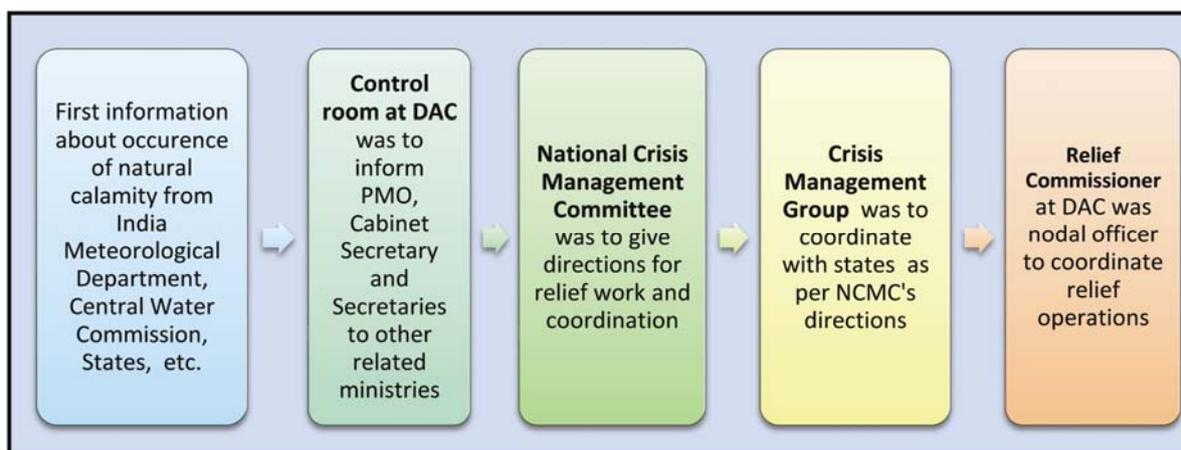 First information
about occurence
of natural
calamity from
India
Meteorological
Department,
Central Water
Commission,
States, etc.
Control
room at DAC
was to
inform
PMO,
Cabinet
Secretary
and
Secretaries
to other
related
ministries
National Crisis
Management
Committee
was to give
directions for
relief work and
coordination
Crisis
Management
Group was to
coordinate
with states as
per NCMC's
directions
Relief
Commissioner
at DAC was
nodal officer
to coordinate
relief
operations